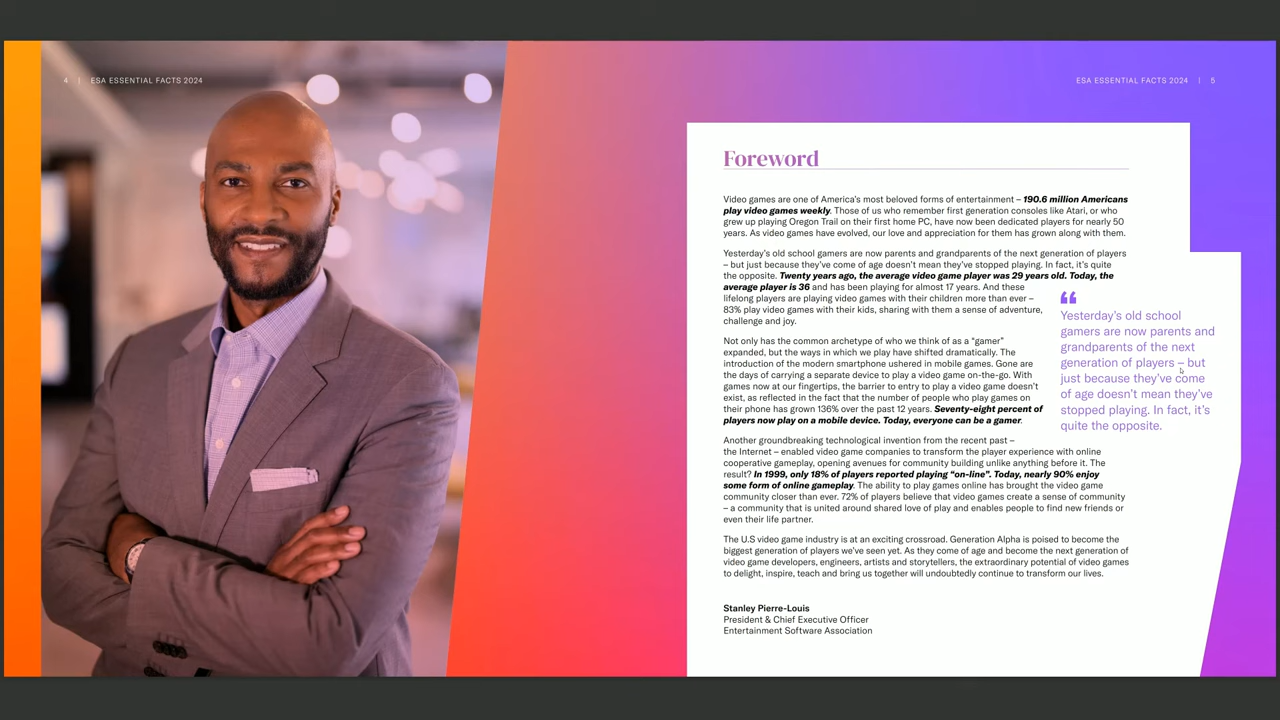 4 | ESA ESSENTIAL FACTS 2024
ESA ESSENTIAL FACTS 2024 | 5
Foreword
Video games are one of America's most beloved forms of entertainment – 190.6 million Americans
play video games weekly. Those of us who remember first generation consoles like Atari, or who
grew up playing Oregon Trail on their first home PC, have now been dedicated players for nearly 50
years. As video games have evolved, our love and appreciation for them has grown along with them.
Yesterday's old school gamers are now parents and grandparents of the next generation of players
– but just because they've come of age doesn't mean they've stopped playing. In fact, it's quite
the opposite. Twenty years ago, the average video game player was 29 years old. Today, the
average player is 36 and has been playing for almost 17 years. And these
lifelong players are playing video games with their children more than ever –
83% play video games with their kids, sharing with them a sense of adventure,
challenge and joy.
Not only has the common archetype of who we think of as a "gamer"
expanded, but the ways in which we play have shifted dramatically. The
introduction of the modern smartphone ushered in mobile games. Gone are
the days of carrying a separate device to play a video game on-the-go. With
games now at our fingertips, the barrier to entry to play a video game doesn't
exist, as reflected in the fact that the number of people who play games on
their phone has grown 136% over the past 12 years. Seventy-eight percent of
players now play on a mobile device. Today, everyone can be a gamer.
Another groundbreaking technological invention from the recent past –
the Internet – enabled video game companies to transform the player experience with online
cooperative gameplay, opening avenues for community building unlike anything before it. The
result? In 1999, only 18% of players reported playing "on-line". Today, nearly 90% enjoy
some form of online gameplay. The ability to play games online has brought the video game
community closer than ever. 72% of players believe that video games create a sense of community
– a community that is united around shared love of play and enables people to find new friends or
even their life partner.
The U.S video game industry is at an exciting crossroad. Generation Alpha is poised to become the
biggest generation of players we've seen yet. As they come of age and become the next generation of
video game developers, engineers, artists and storytellers, the extraordinary potential of video games
to delight, inspire, teach and bring us together will undoubtedly continue to transform our lives.
Stanley Pierre-Louis
President & Chief Executive Officer
Entertainment Software Association
“
Yesterday's old school
gamers are now parents and
grandparents of the next
generation of players – but
just because they've come
of age doesn't mean they've
stopped playing. In fact, it's
quite the opposite.